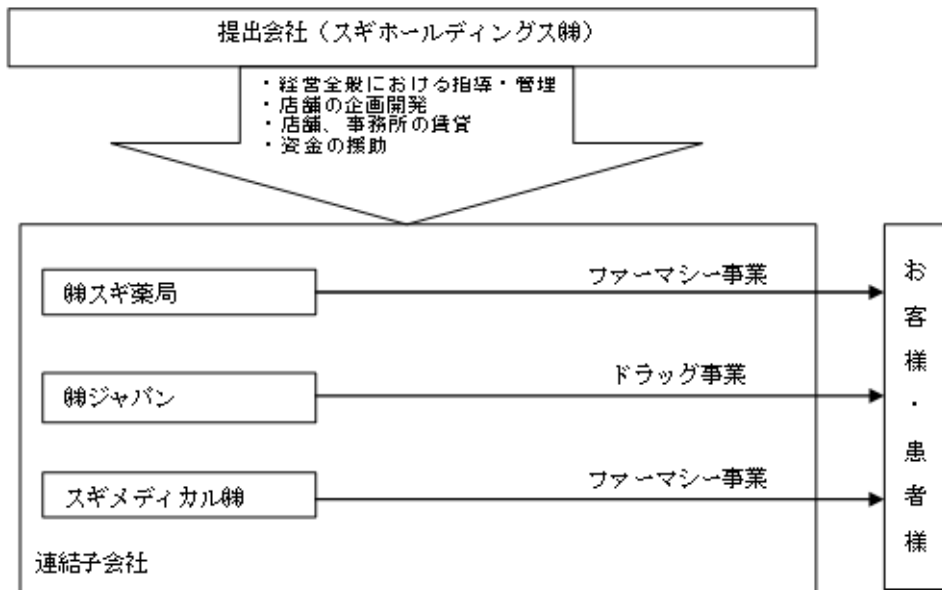 提出会社(スギホールディングス㈱)
・経営全般における指導・管理
・店舗の企画開発
・店舗、事務所の賃貸
・資金の援助
㈱スギ薬局
ファーマシー事業
㈱ジャパン
ドラッグ事業
スギメディカル㈱
ファーマシー事業
連結子会社
お客様・患者様